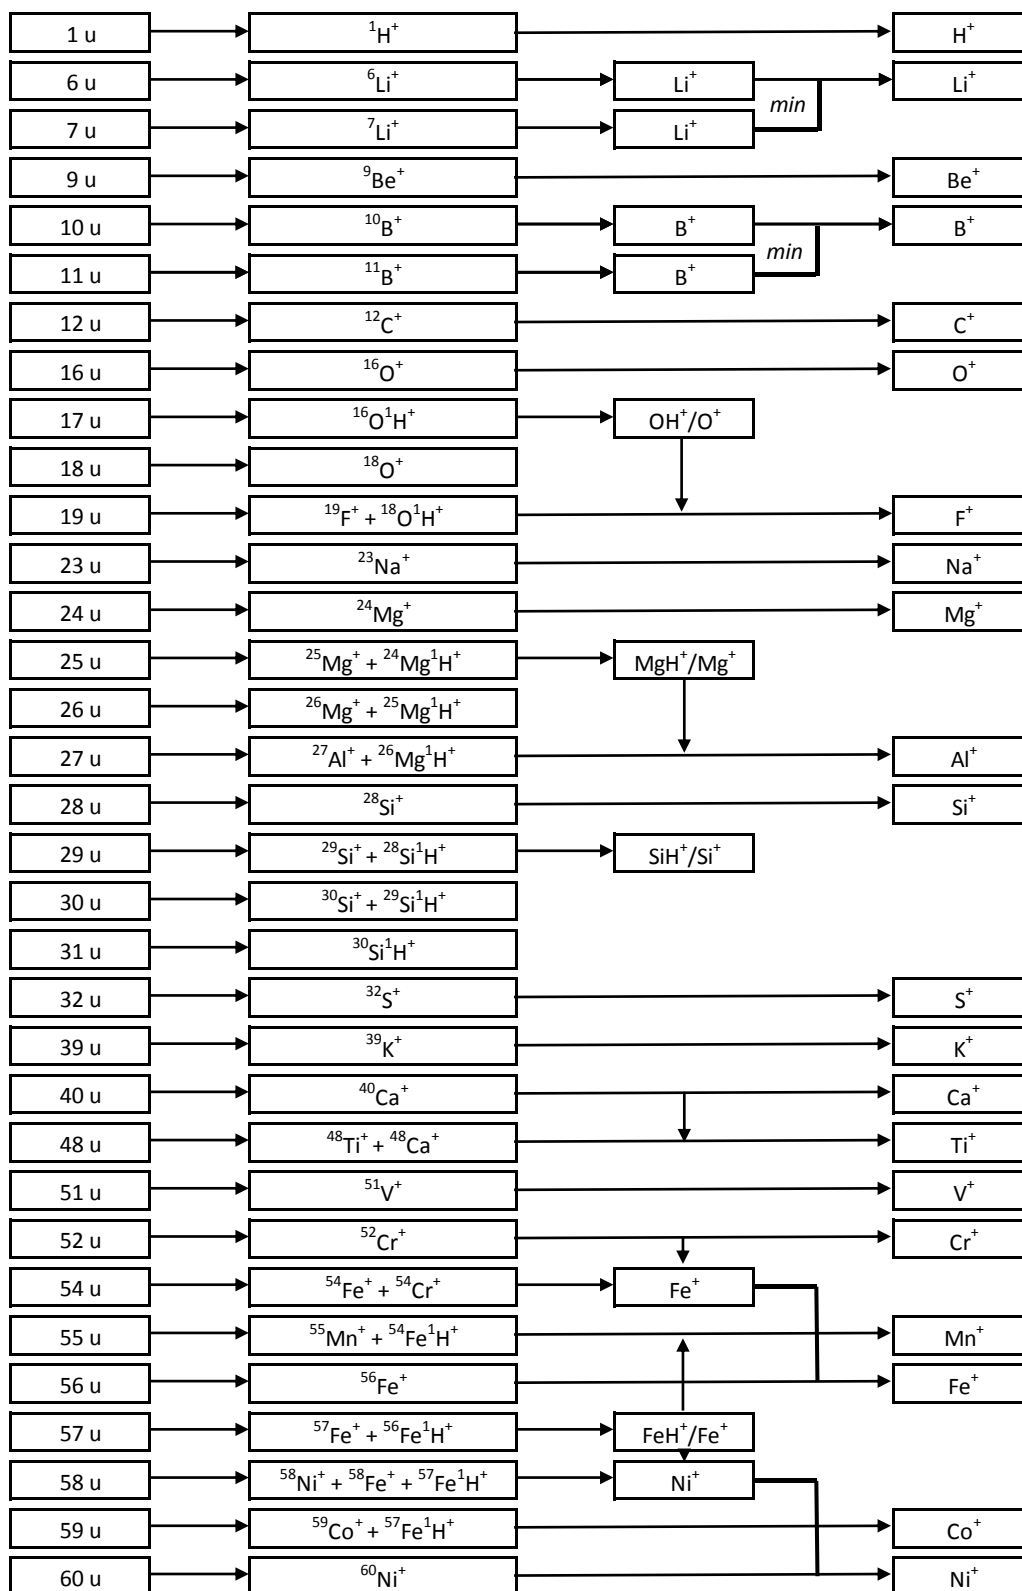 1 u ¹H⁺ H⁺
6 u ⁶Li⁺ Li⁺ Li⁺
min
7 u ⁷Li⁺ Li⁺
9 u ⁹Be⁺ Be⁺
10 u ¹⁰B⁺ B⁺ B⁺
min
11 u ¹¹B⁺ B⁺
12 u ¹²C⁺ C⁺
16 u ¹⁶O⁺ O⁺
17 u ¹⁶O¹H⁺ OH⁺/O⁺
18 u ¹⁸O⁺
19 u ¹⁹F⁺ + ¹⁸O¹H⁺ F⁺
23 u ²³Na⁺ Na⁺
24 u ²⁴Mg⁺ Mg⁺
25 u ²⁵Mg⁺ + ²⁴Mg¹H⁺ MgH⁺/Mg⁺
26 u ²⁶Mg⁺ + ²⁵Mg¹H⁺
27 u ²⁷Al⁺ + ²⁶Mg¹H⁺ Al⁺
28 u ²⁸Si⁺ Si⁺
29 u ²⁹Si⁺ + ²⁸Si¹H⁺ SiH⁺/Si⁺
30 u ³⁰Si⁺ + ²⁹Si¹H⁺
31 u ³⁰Si¹H⁺
32 u ³²S⁺ S⁺
39 u ³⁹K⁺ K⁺
40 u ⁴⁰Ca⁺ Ca⁺
48 u ⁴⁸Ti⁺ + ⁴⁸Ca⁺ Ti⁺
51 u ⁵¹V⁺ V⁺
52 u ⁵²Cr⁺ Cr⁺
54 u ⁵⁴Fe⁺ + ⁵⁴Cr⁺ Fe⁺
55 u ⁵⁵Mn⁺ + ⁵⁴Fe¹H⁺ Mn⁺
56 u ⁵⁶Fe⁺ Fe⁺
57 u ⁵⁷Fe⁺ + ⁵⁶Fe¹H⁺ FeH⁺/Fe⁺
58 u ⁵⁸Ni⁺ + ⁵⁸Fe⁺ + ⁵⁷Fe¹H⁺ Ni⁺
59 u ⁵⁹Co⁺ + ⁵⁷Fe¹H⁺ Co⁺
60 u ⁶⁰Ni⁺ Ni⁺